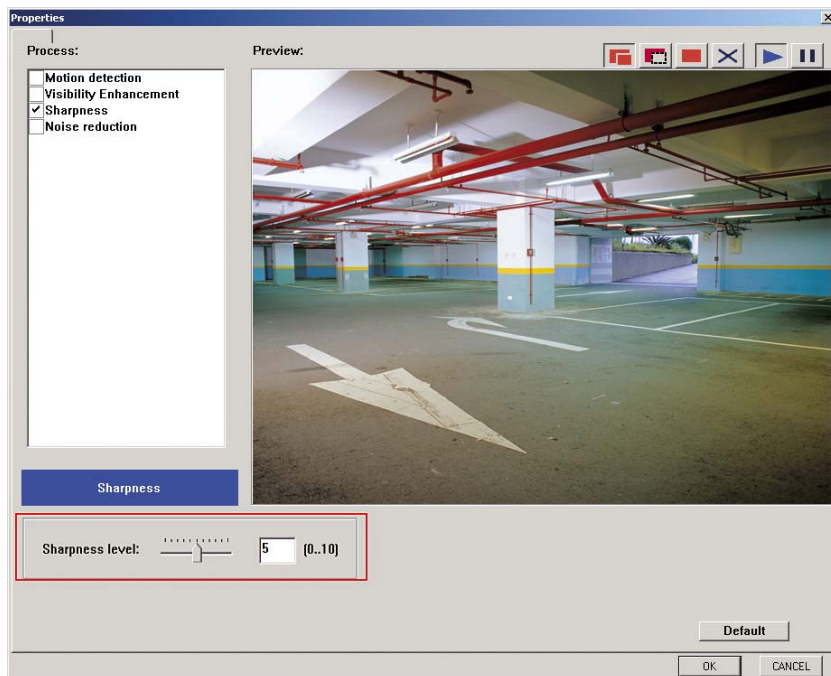 Properties
Process:
Preview:
Motion detection
Visibility Enhancement
Sharpness
Noise reduction
Sharpness
Sharpness level:
5
(0..10)
Default
OK
CANCEL